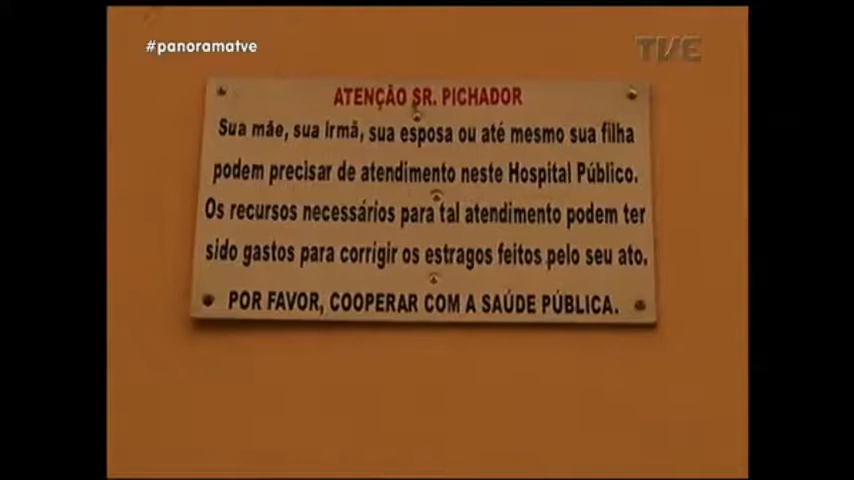 #panoramatve
TVE
ATENÇÃO SR. PICHADOR
Sua mãe, sua irmã, sua esposa ou até mesmo sua filha
podem precisar de atendimento neste Hospital Público.
Os recursos necessários para tal atendimento podem ter
sido gastos para corrigir os estragos feitos pelo seu ato.
POR FAVOR, COOPERAR COM A SAÚDE PÚBLICA.